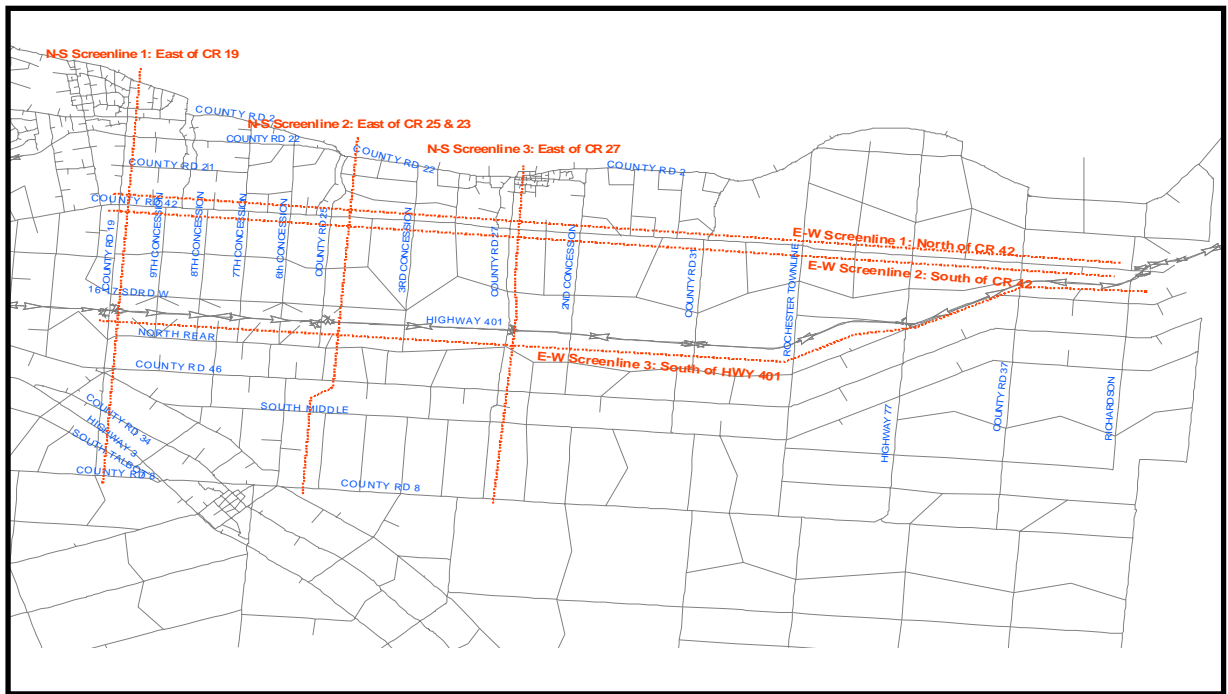 N-S Screenline 1: East of CR 19
COUNTY RD 2
N-S Screenline 2: East of CR 25 & 23
COUNTY RD 22
N-S Screenline 3: East of CR 27
COUNTY RD 22
COUNTY RD 21
COUNTY RD 2
COUNTY RD 42
COUNTY RD 19
9TH CONCESSION
8TH CONCESSION
7TH CONCESSION
6th CONCESSION
COUNTY RD 25
3RD CONCESSION
COUNTY RD 27
2ND CONCESSION
COUNTY RD 31
ROCHESTER TOWNLINE
E-W Screenline 1: North of CR 42
E-W Screenline 2: South of CR 42
16-17 SDRD W
HIGHWAY 401
NORTH REAR
E-W Screenline 3: South of HWY 401
COUNTY RD 46
SOUTH MIDDLE
COUNTY RD 34
HIGHWAY 3
SOUTH TALBOT
COUNTY RD 8
COUNTY RD 8
HIGHWAY 77
COUNTY RD 37
RICHARDSON